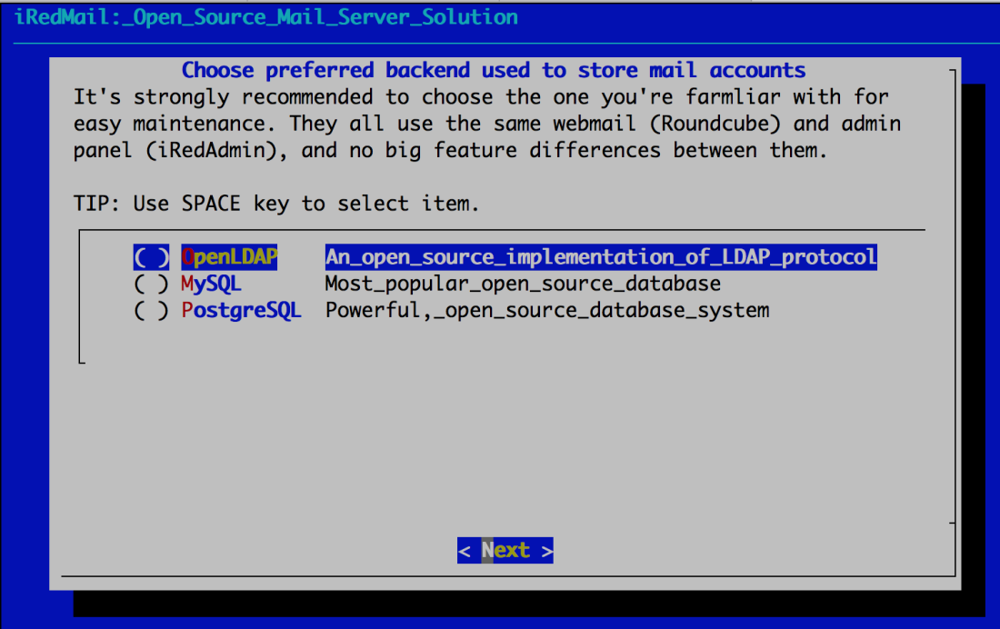 iRedMail:_Open_Source_Mail_Server_Solution
Choose preferred backend used to store mail accounts
It's strongly recommended to choose the one you're farmliar with for
easy maintenance. They all use the same webmail (Roundcube) and admin
panel (iRedAdmin), and no big feature differences between them.
TIP: Use SPACE key to select item.
( ) OpenLDAP An_open_source_implementation_of_LDAP_protocol
( ) MySQL Most_popular_open_source_database
( ) PostgreSQL Powerful,_open_source_database_system
< Next >